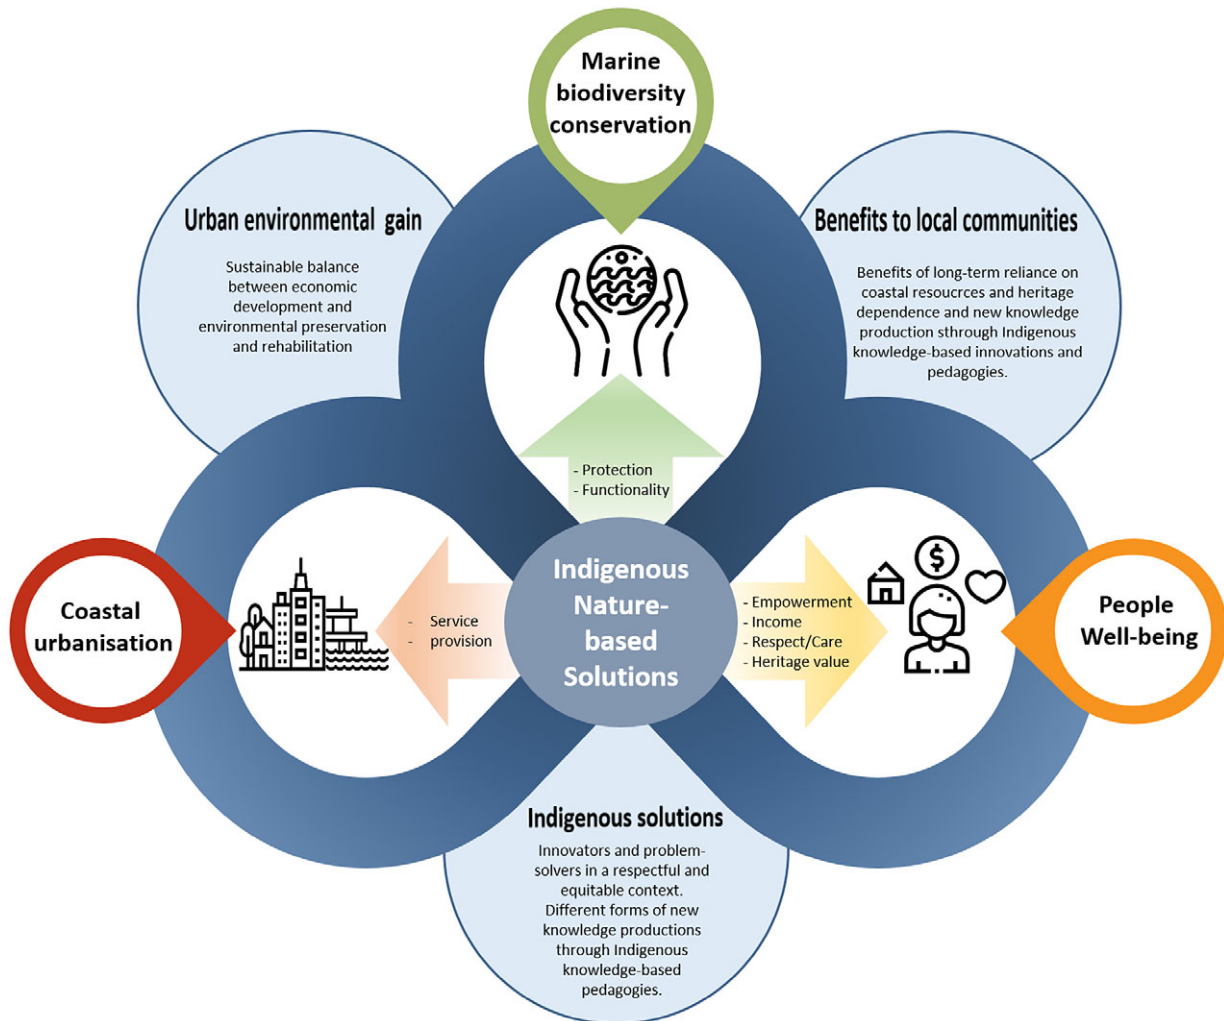 Marine
biodiversity
conservation
Urban environmental gain
Sustainable balance
between economic
development and
environmental preservation
and rehabilitation
Benefits to local communities
Benefits of long-term reliance on
coastal resoucrces and heritage
dependence and new knowledge
production sthrough Indigenous
knowledge-based innovations and
pedagogies.
- Protection
- Functionality
Coastal
urbanisation
- Service
- provision
Indigenous
Nature-
based
Solutions
- Empowerment
- Income
- Respect/Care
- Heritage value
$
People
Well-being
Indigenous solutions
Innovators and problem-
solvers in a respectful and
equitable context.
Different forms of new
knowledge productions
through Indigenous
knowledge-based
pedagogies.